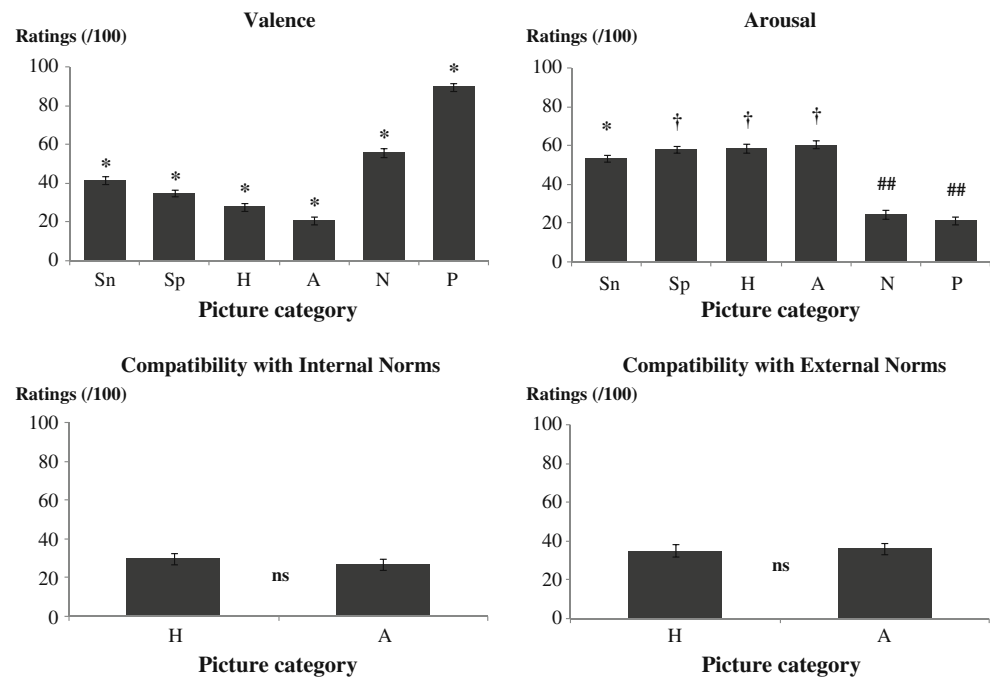 Valence
Ratings (/100)
100
80
60
40
20
0
* * * * * *
Sn Sp H A N P
Picture category
Arousal
Ratings (/100)
100
80
60
40
20
0
* † † † ## ##
Sn Sp H A N P
Picture category
Compatibility with Internal Norms
Ratings (/100)
100
80
60
40
20
0
ns
H A
Picture category
Compatibility with External Norms
Ratings (/100)
100
80
60
40
20
0
ns
H A
Picture category